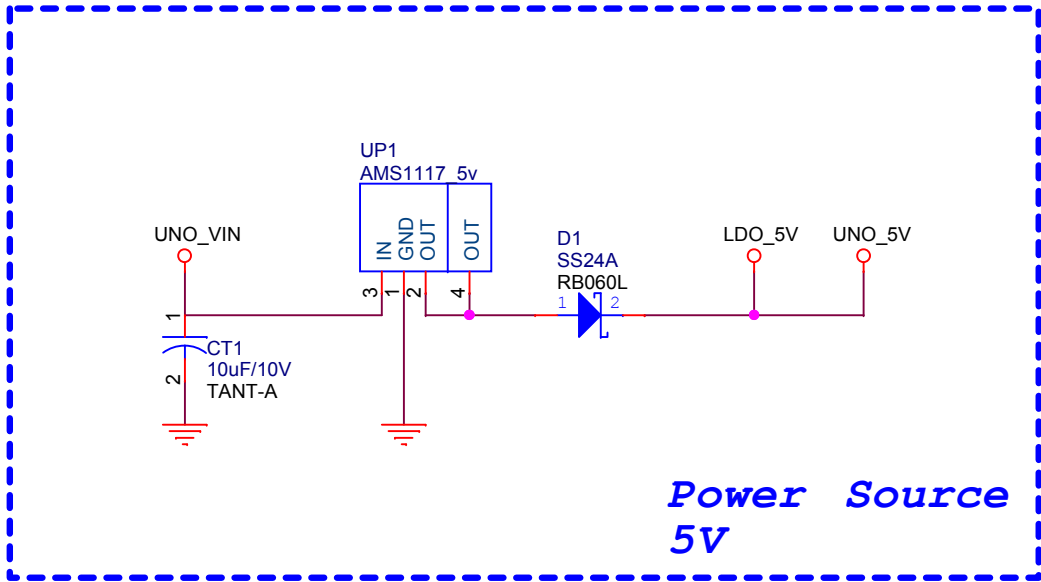 UP1
AMS1117_5v
IN
GND
OUT
OUT
3
1
2
4
UNO_VIN
1
2
CT1
10uF/10V
TANT-A
D1
SS24A
RB060L
1
2
LDO_5V
UNO_5V
Power Source
5V